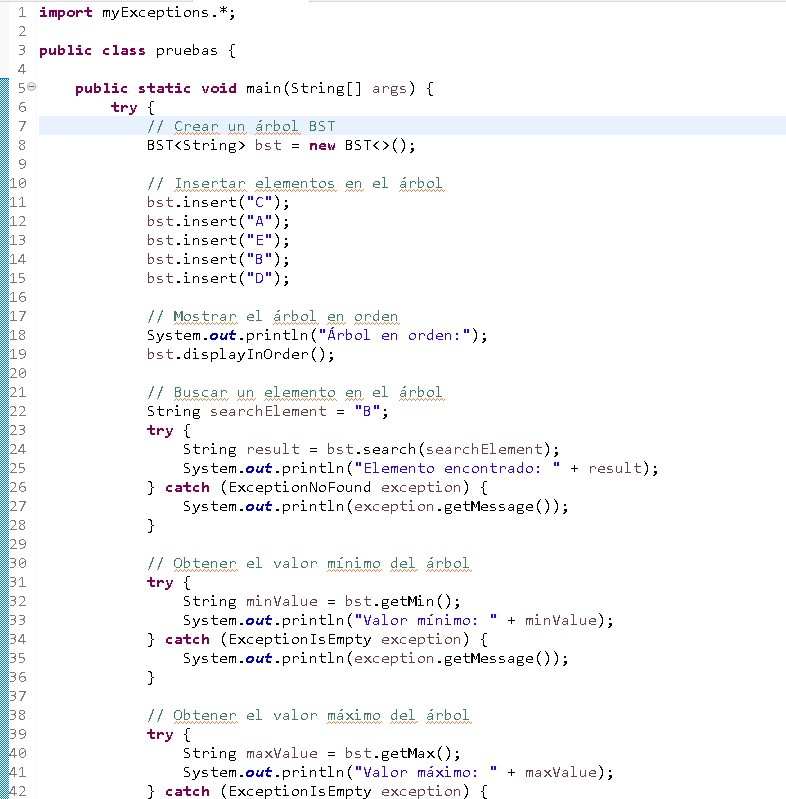 1 import myExceptions.*;
2
3 public class pruebas {
4
5 public static void main(String[] args) {
6 try {
7 // Crear un árbol BST
8 BST<String> bst = new BST<>();
9
10 // Insertar elementos en el árbol
11 bst.insert("C");
12 bst.insert("A");
13 bst.insert("E");
14 bst.insert("B");
15 bst.insert("D");
16
17 // Mostrar el árbol en orden
18 System.out.println("Árbol en orden:");
19 bst.displayInOrder();
20
21 // Buscar un elemento en el árbol
22 String searchElement = "B";
23 try {
24 String result = bst.search(searchElement);
25 System.out.println("Elemento encontrado: " + result);
26 } catch (ExceptionNoFound exception) {
27 System.out.println(exception.getMessage());
28 }
29
30 // Obtener el valor mínimo del árbol
31 try {
32 String minValue = bst.getMin();
33 System.out.println("Valor mínimo: " + minValue);
34 } catch (ExceptionIsEmpty exception) {
35 System.out.println(exception.getMessage());
36 }
37
38 // Obtener el valor máximo del árbol
39 try {
40 String maxValue = bst.getMax();
41 System.out.println("Valor máximo: " + maxValue);
42 } catch (ExceptionIsEmpty exception) {